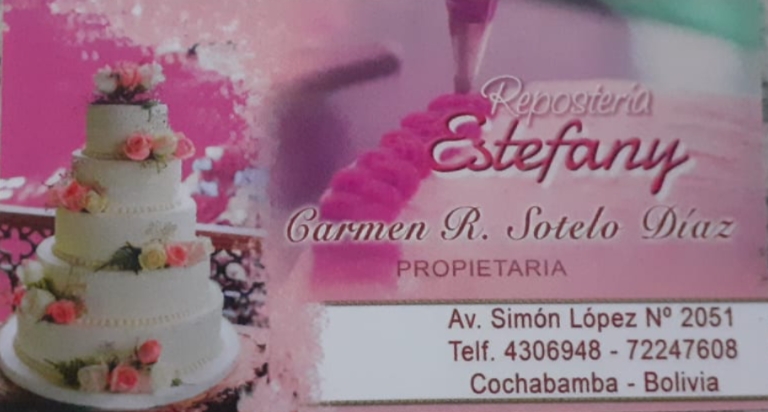 Repostería
Estefany
Carmen R. Sotelo Díaz
PROPIETARIA
Av. Simón López Nº 2051
Telf. 4306948 - 72247608
Cochabamba - Bolivia